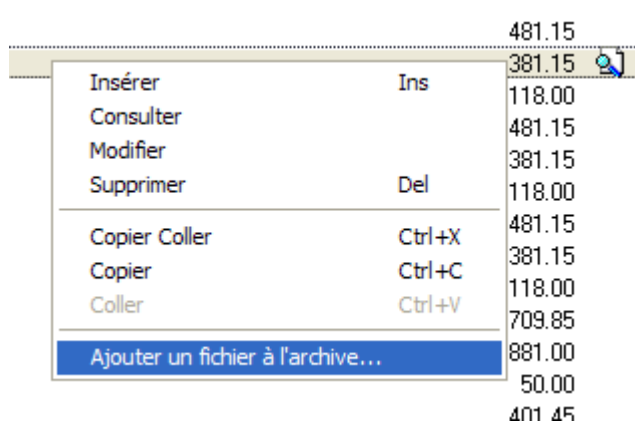 481.15
381.15
Insérer Ins
118.00
Consulter
481.15
Modifier
381.15
Supprimer Del
118.00
481.15
Copier Coller Ctrl+X
381.15
Copier Ctrl+C
118.00
Coller Ctrl+V
709.85
Ajouter un fichier à l'archive...
881.00
50.00
401.45